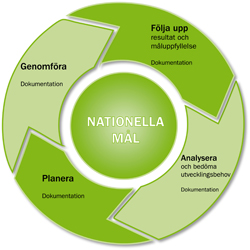 Följa upp
resultat och
måluppfyllelse
Dokumentation
Genomföra
Dokumentation
NATIONELLA
MÅL
Analysera
och bedöma
utvecklingsbehov
Dokumentation
Planera
Dokumentation